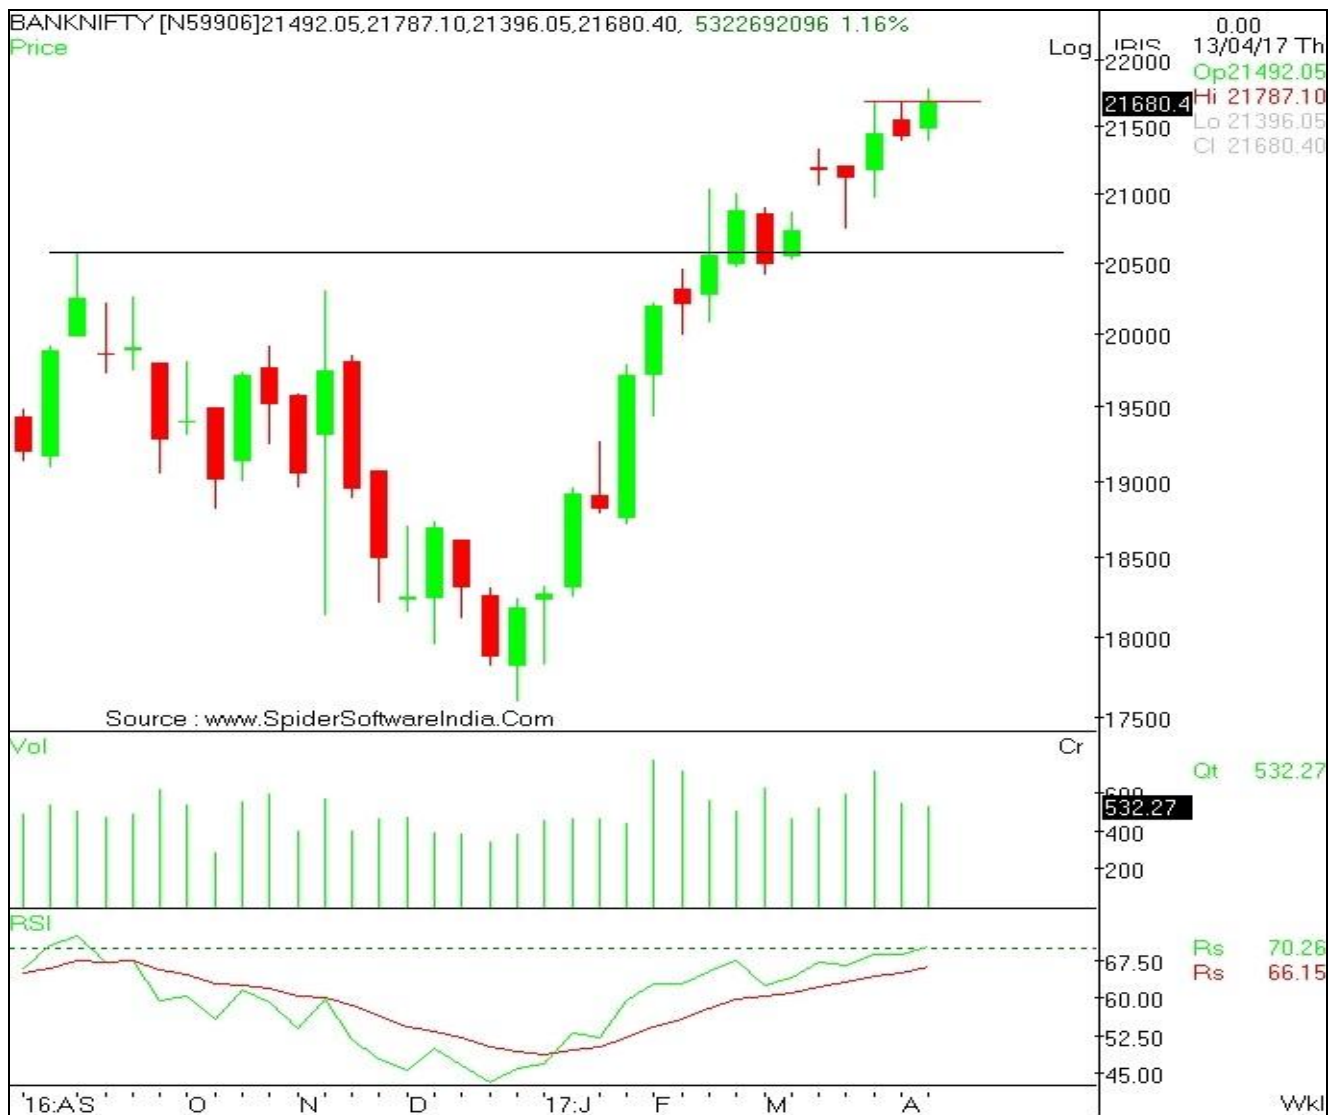 BANKNIFTY [N59906]21492.05,21787.10,21396.05,21680.40, 5322692096 1.16%
0.00
Price
Log
IRIS
13/04/17 Th
Op21492.05
Hi 21787.10
Lo 21396.05
Cl 21680.40
22000
21680.4
21500
21000
20500
20000
19500
19000
18500
18000
17500
Source : www.SpiderSoftwareIndia.Com
Vol
Cr
Qt 532.27
600
532.27
400
200
RSI
Rs 70.26
Rs 66.15
67.50
60.00
52.50
45.00
'16:A'S O N D '17:J F M A Wkl